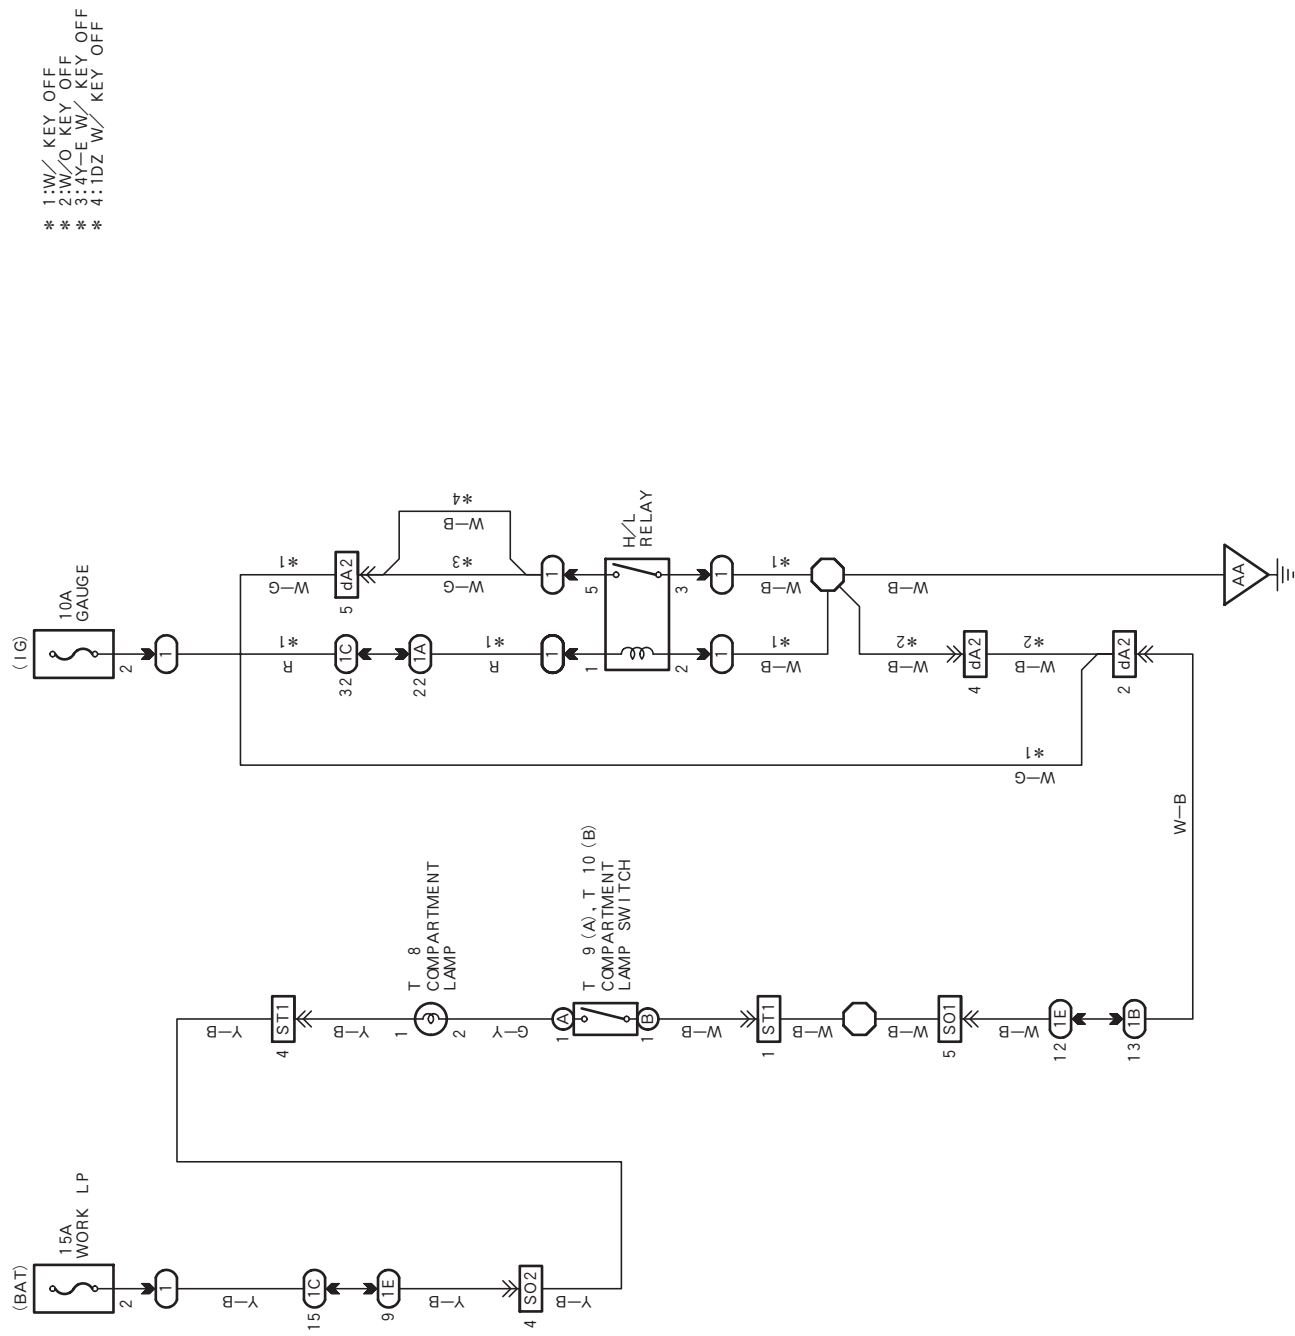 * 1:W/ KEY OFF
* 2:W/O KEY OFF
* 3:4Y-E W/ KEY OFF
* 4:1DZ W/ KEY OFF
(IG)
10A
GAUGE
2
1
*1
W-G
5
dA2
*4
W-B
*3
W-G
1
5
H/L
RELAY
3
1
*1
W-B
W-B
AA
*1
R
32
1C
22
1A
*1
R
1
1
2
1
*1
W-B
*2
W-B
4
dA2
*2
W-B
2
dA2
*1
W-G
W-B
Y-B
4
ST1
Y-B
1
T 8
COMPARTMENT
LAMP
2
G-Y
1
A
T 9 (A), T 10 (B)
COMPARTMENT
LAMP SWITCH
1
B
W-B
1
ST1
W-B
W-B
5
SO1
W-B
12
1E
13
1B
(BAT)
15A
WORK LP
2
1
Y-B
15
1C
9
1E
Y-B
4
SO2
Y-B